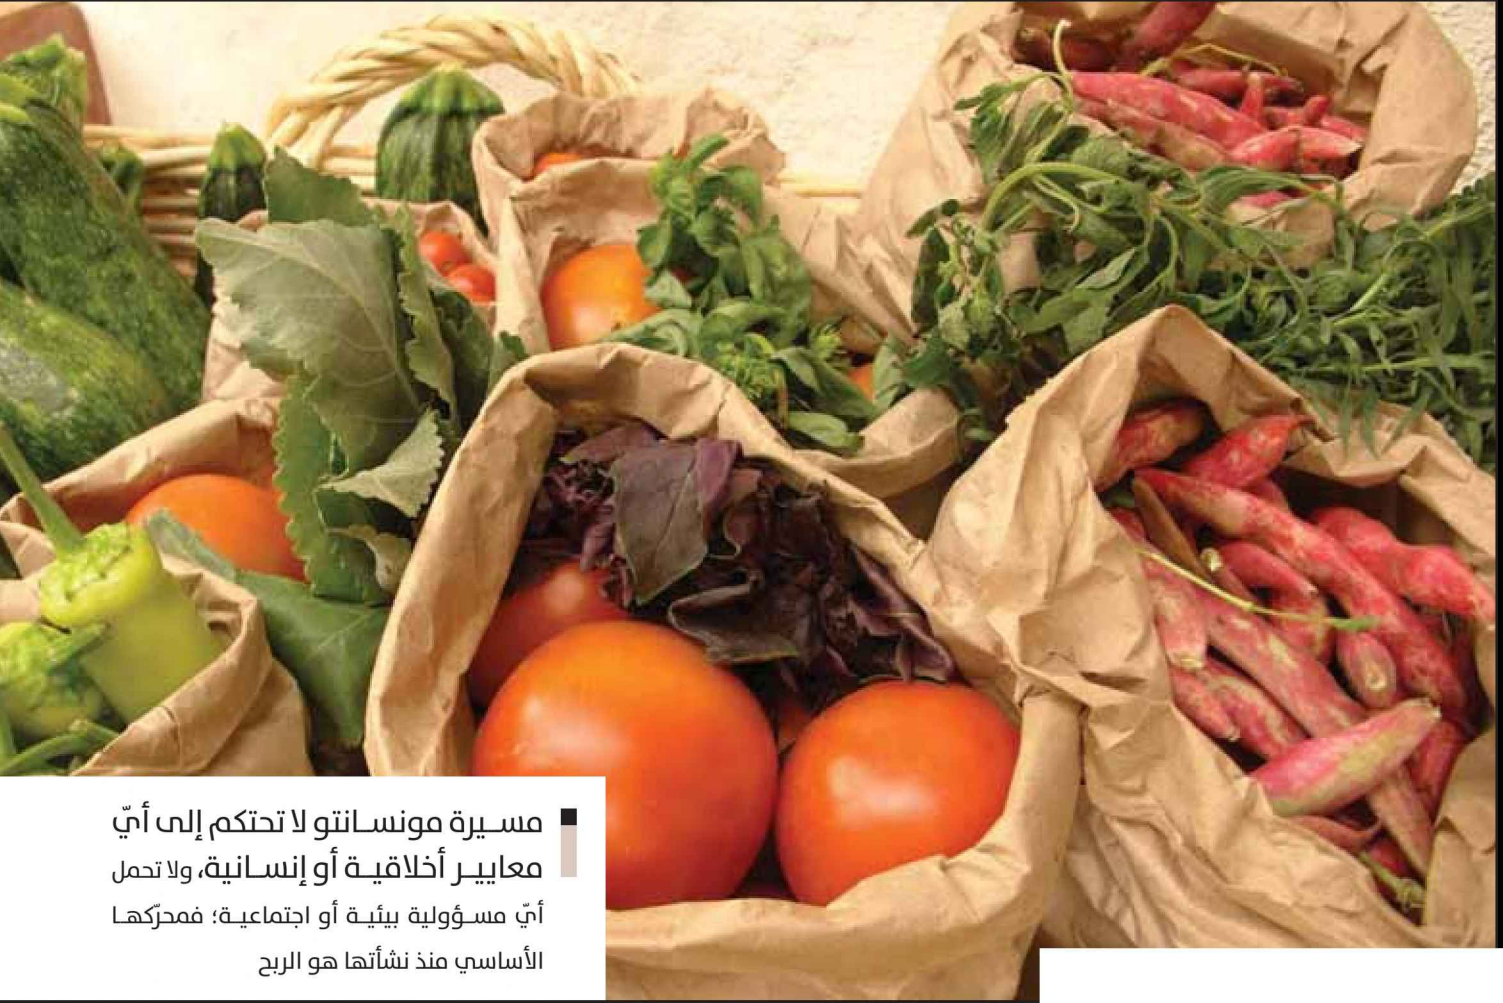 مسيرة مونسانتو لا تحتكم إلى أيّ
معايير أخلاقية أو إنسانية، ولا تحمل
أيّ مسؤولية بيئية أو اجتماعية؛ فمحرّكها
الأساسي منذ نشأتها هو الربح